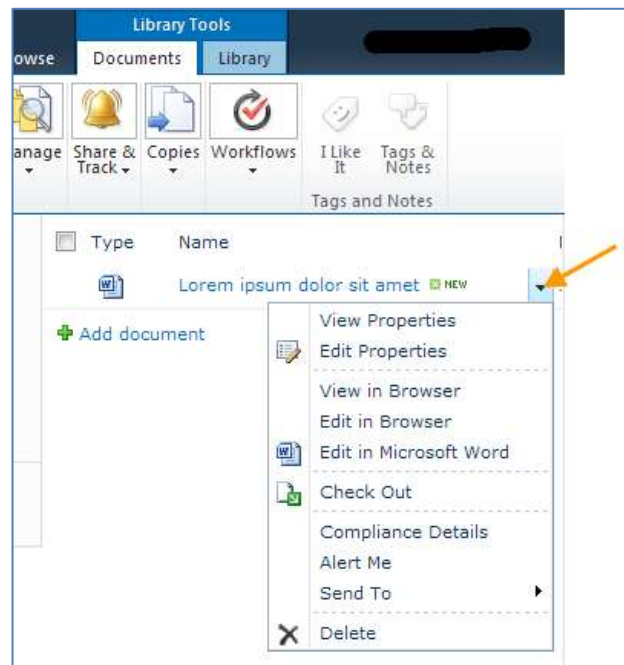 Library Tools
owse Documents Library
anage Share & Track Copies Workflows I Like It Tags & Notes
Tags and Notes
Type Name
Lorem ipsum dolor sit amet NEW
Add document
View Properties
Edit Properties
View in Browser
Edit in Browser
Edit in Microsoft Word
Check Out
Compliance Details
Alert Me
Send To
Delete